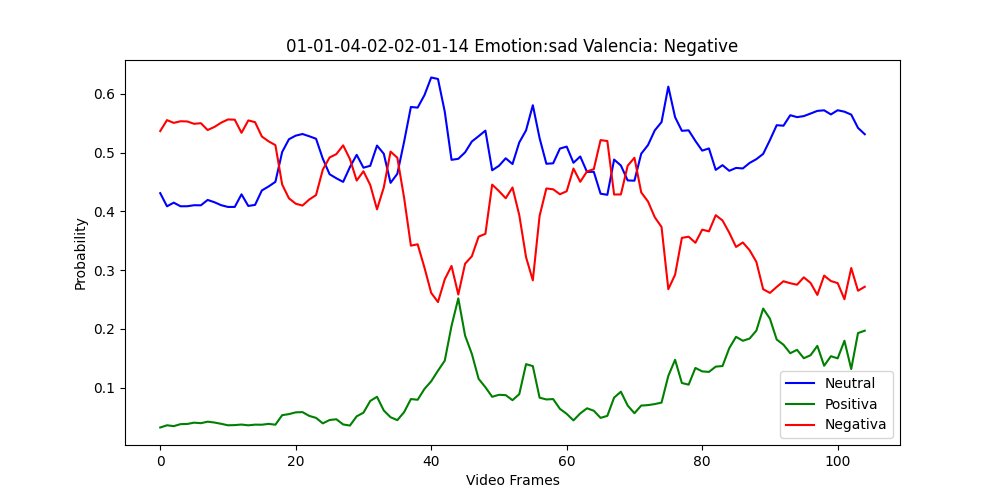 01-01-04-02-02-01-14 Emotion:sad Valencia: Negative
Probability
0.6
0.5
0.4
0.3
0.2
0.1
0 20 40 60 80 100
Video Frames
Neutral
Positiva
Negativa